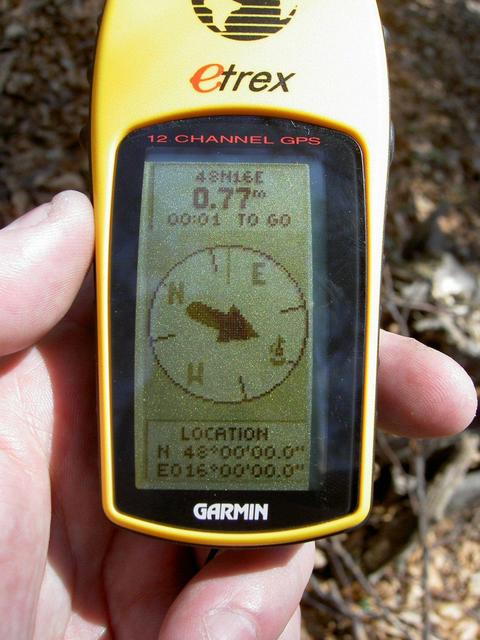 etrex
12 CHANNEL GPS
48N16E
0.77m
00:01 TO GO
E
N
S
W
LOCATION
N 48°00'00.0"
E016°00'00.0"
GARMIN